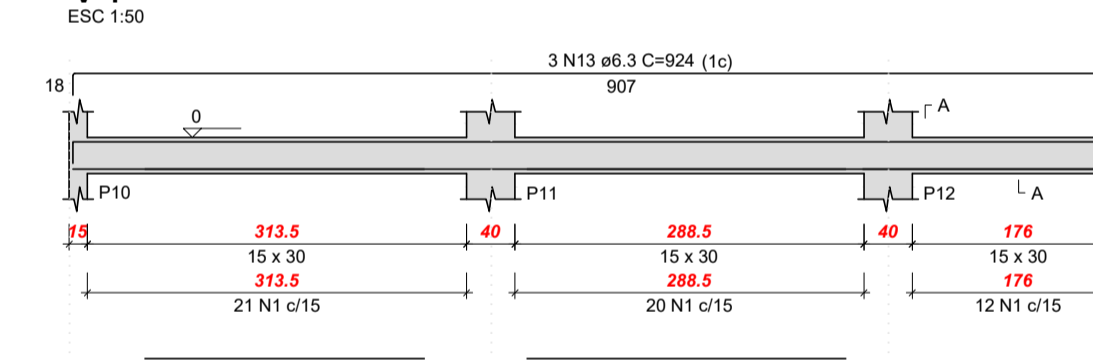 ESC 1:50
3 N13 ø6.3 C=924 (1c)
18
907
0
A
P10
P11
P12
A
15 313.5 40 288.5 40 176
15 x 30 15 x 30 15 x 30
313.5 288.5 176
21 N1 c/15 20 N1 c/15 12 N1 c/15